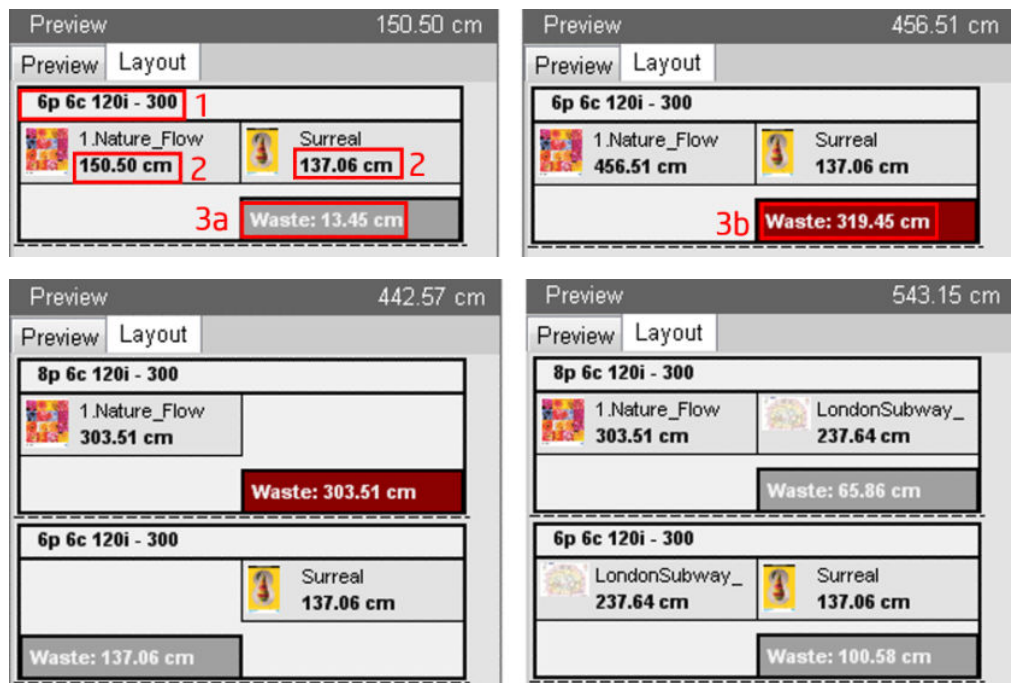 Preview 150.50 cm
Preview Layout
6p 6c 120i - 300 1
1.Nature_Flow Surreal
150.50 cm 2 137.06 cm 2
3a Waste: 13.45 cm
Preview 456.51 cm
Preview Layout
6p 6c 120i - 300
1.Nature_Flow Surreal
456.51 cm 137.06 cm
3b Waste: 319.45 cm
Preview 442.57 cm
Preview Layout
8p 6c 120i - 300
1.Nature_Flow
303.51 cm
Waste: 303.51 cm
6p 6c 120i - 300
Surreal
137.06 cm
Waste: 137.06 cm
Preview 543.15 cm
Preview Layout
8p 6c 120i - 300
1.Nature_Flow LondonSubway_
303.51 cm 237.64 cm
Waste: 65.86 cm
6p 6c 120i - 300
LondonSubway_ Surreal
237.64 cm 137.06 cm
Waste: 100.58 cm